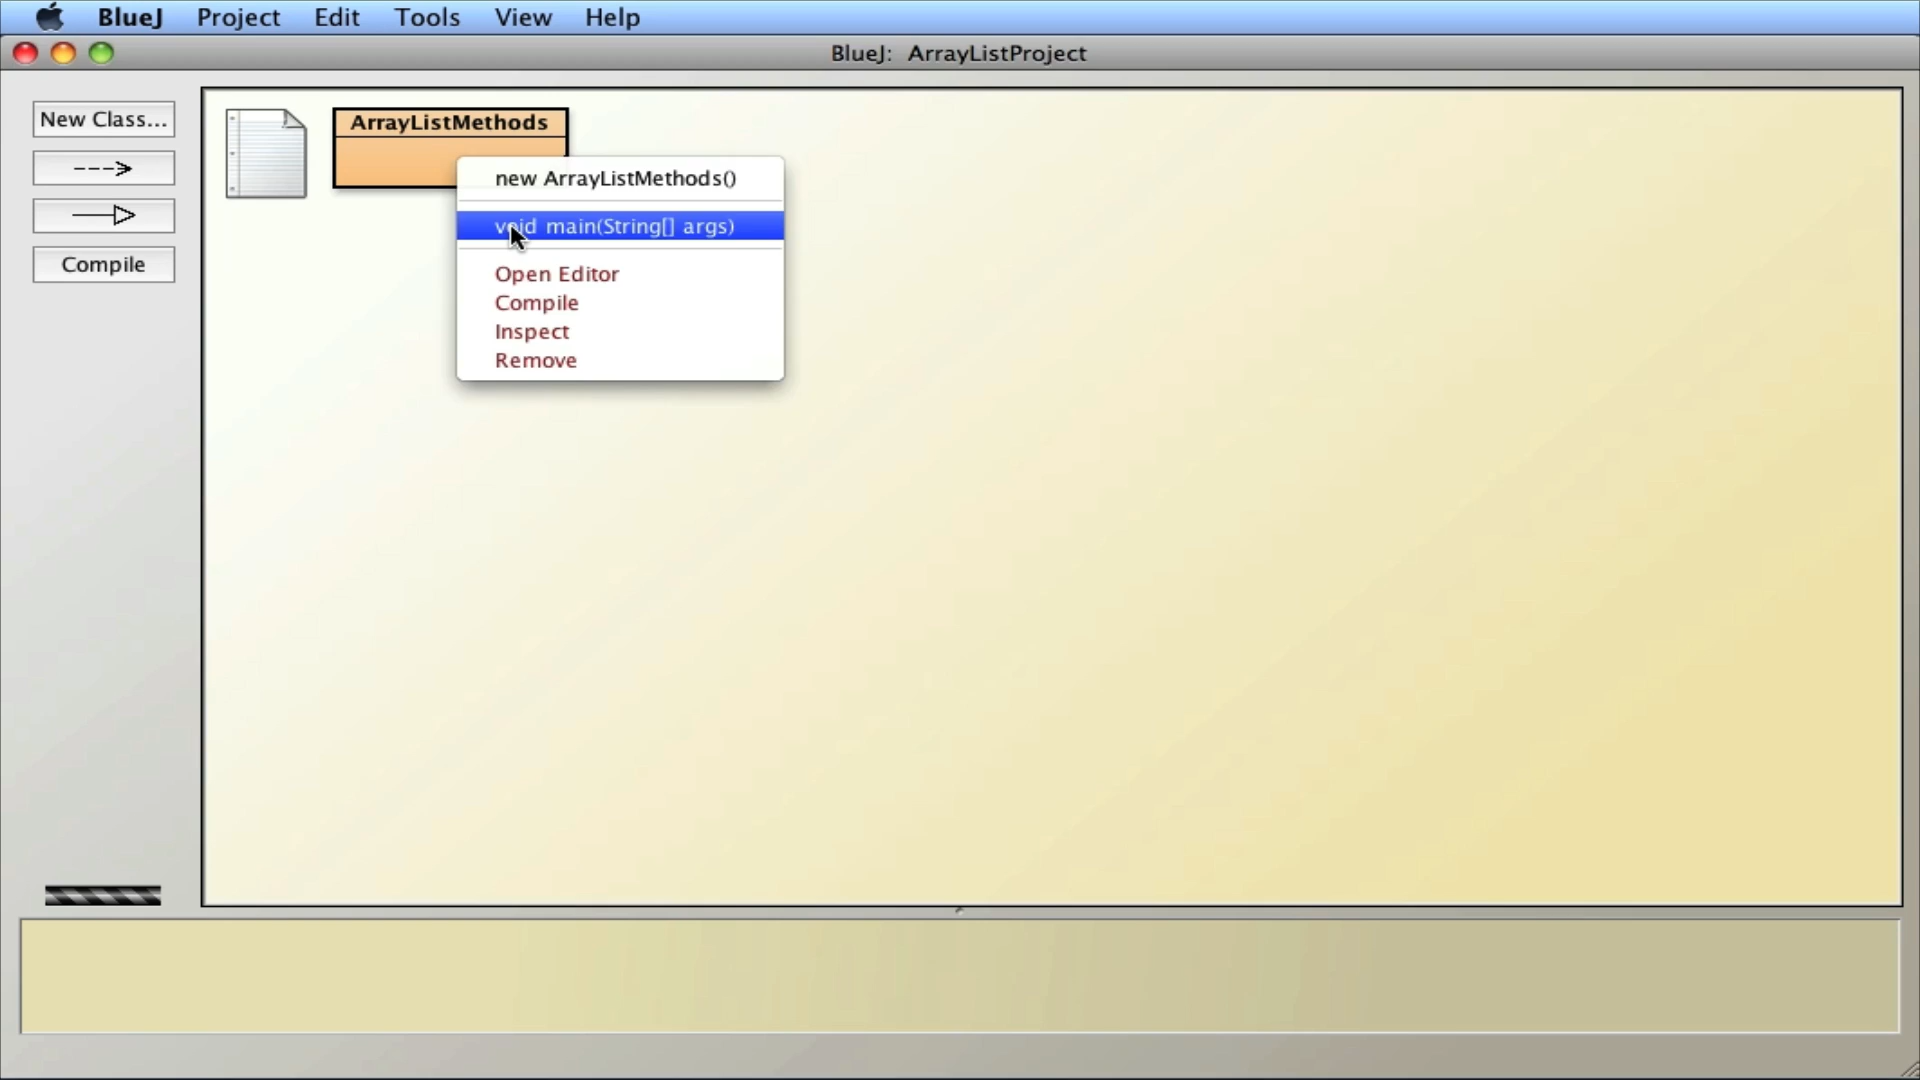 BlueJ Project Edit Tools View Help
BlueJ: ArrayListProject
New Class...
Compile
ArrayListMethods
new ArrayListMethods()
void main(String[] args)
Open Editor
Compile
Inspect
Remove